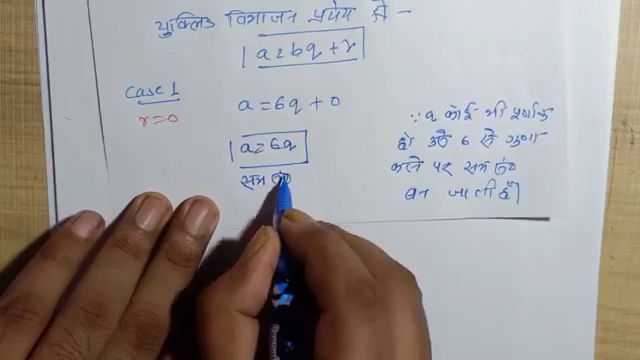 युक्लिड विभाजन प्रमेय से -
a = bq + r
Case 1
r = 0
a = 6q + 0
a = 6q
सम
∵ q कोई भी पूर्णांक
हो उसे 6 से गुणा
करने पर सम
बन जाती है|